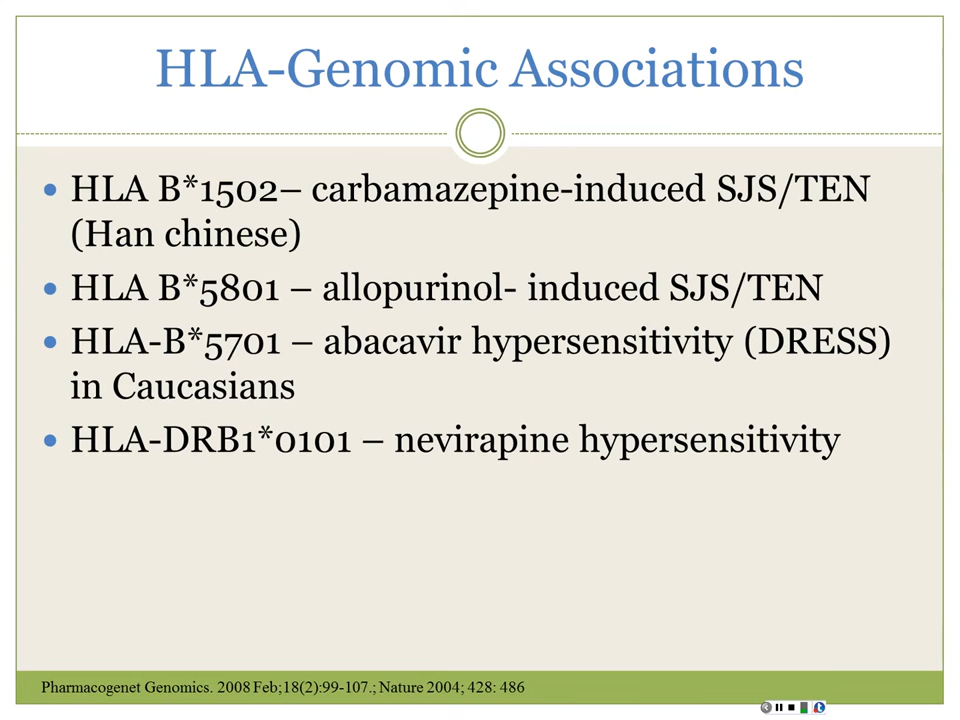 HLA-Genomic Associations
HLA B*1502– carbamazepine-induced SJS/TEN
(Han chinese)
HLA B*5801 – allopurinol- induced SJS/TEN
HLA-B*5701 – abacavir hypersensitivity (DRESS)
in Caucasians
HLA-DRB1*0101 – nevirapine hypersensitivity
Pharmacogenet Genomics. 2008 Feb;18(2):99-107.; Nature 2004; 428: 486